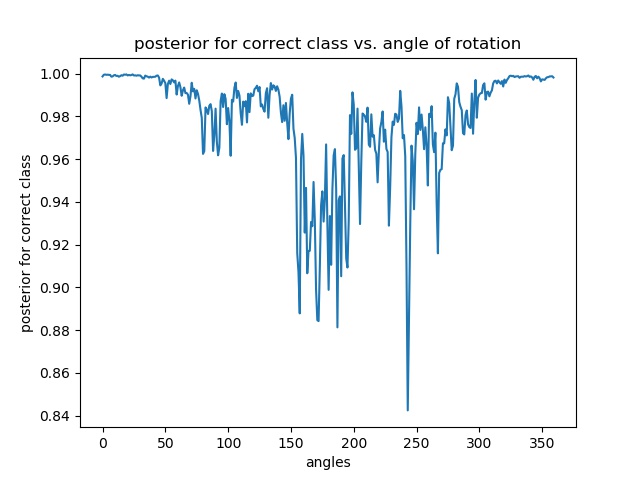 posterior for correct class vs. angle of rotation
1.00
0.98
0.96
0.94
0.92
0.90
0.88
0.86
0.84
posterior for correct class
0 50 100 150 200 250 300 350
angles